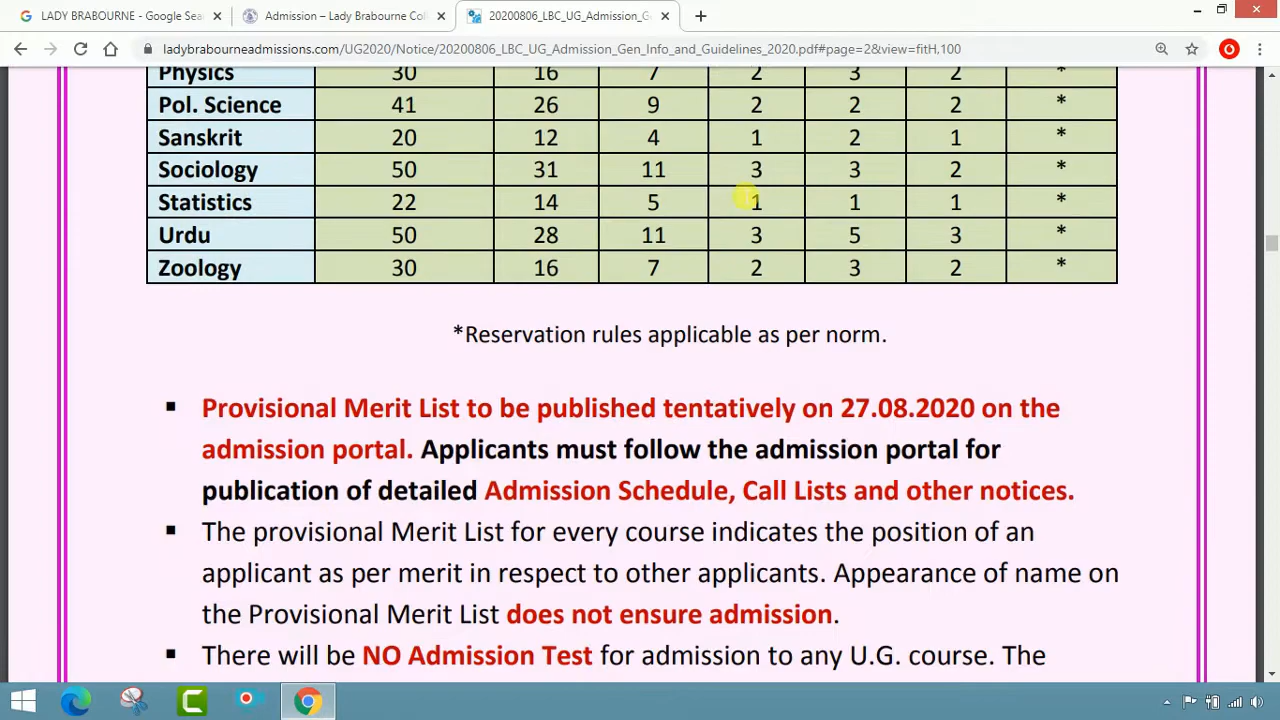 LADY BRABOURNE - Google Sea
Admission – Lady Brabourne Coll
20200806_LBC_UG_Admission_G
ladybrabourneadmissions.com/UG2020/Notice/20200806_LBC_UG_Admission_Gen_Info_and_Guidelines_2020.pdf#page=2&view=fitH,100
Physics 30 16 7 2 3 2 *
Pol. Science 41 26 9 2 2 2 *
Sanskrit 20 12 4 1 2 1 *
Sociology 50 31 11 3 3 2 *
Statistics 22 14 5 1 1 1 *
Urdu 50 28 11 3 5 3 *
Zoology 30 16 7 2 3 2 *
*Reservation rules applicable as per norm.
▪ Provisional Merit List to be published tentatively on 27.08.2020 on the
admission portal. Applicants must follow the admission portal for
publication of detailed Admission Schedule, Call Lists and other notices.
▪ The provisional Merit List for every course indicates the position of an
applicant as per merit in respect to other applicants. Appearance of name on
the Provisional Merit List does not ensure admission.
▪ There will be NO Admission Test for admission to any U.G. course. The